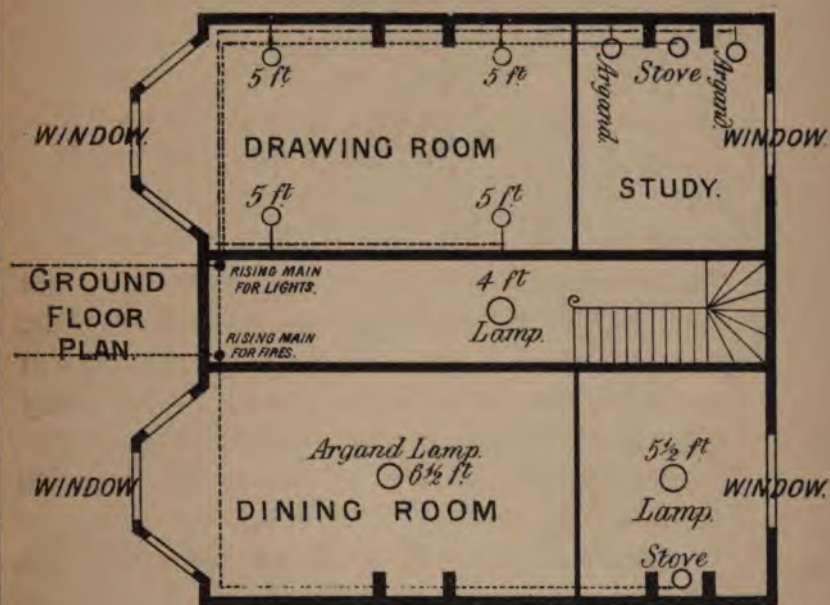 5 ft
5 ft
Argand.
Stove
Argand.
WINDOW.
DRAWING ROOM
WINDOW.
STUDY.
5 ft
5 ft
GROUND
FLOOR
PLAN.
RISING MAIN
FOR LIGHTS.
4 ft
Lamp.
RISING MAIN
FOR FIRES.
Argand Lamp.
6½ ft
5½ ft
Lamp.
WINDOW
DINING ROOM
WINDOW.
Stove